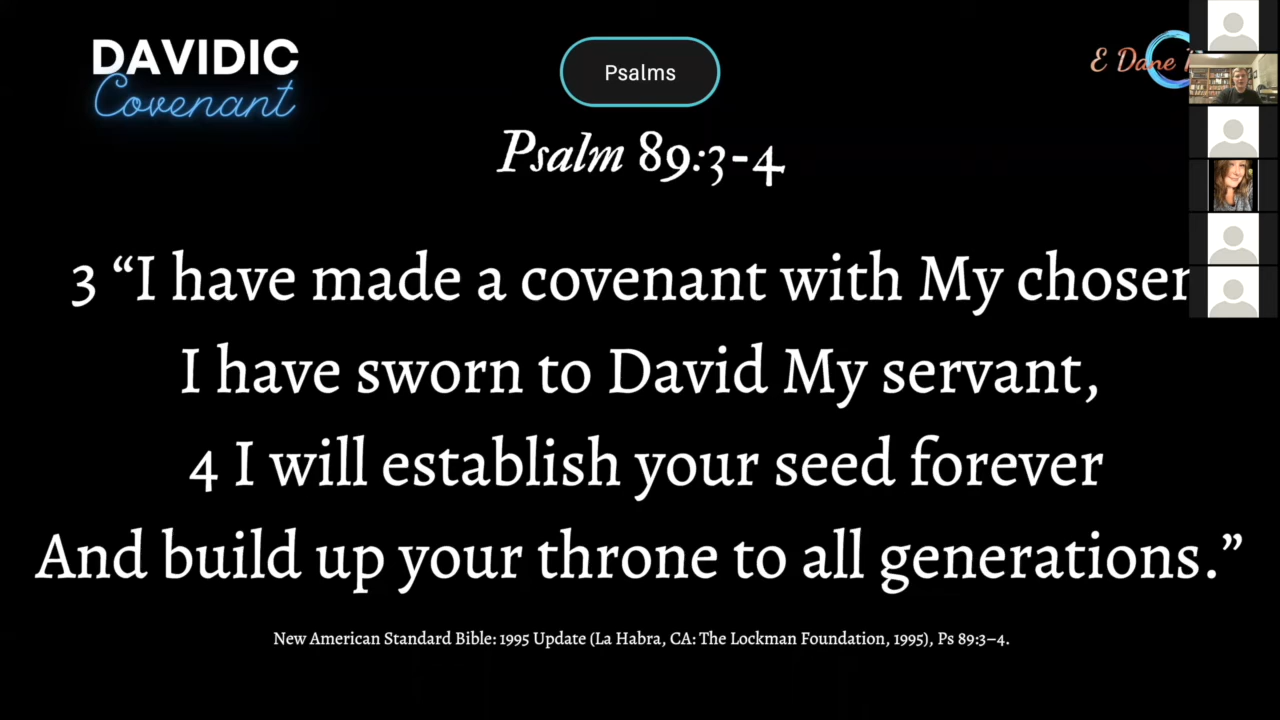 DAVIDIC
Covenant
Psalms
E Dane
Psalm 89:3-4
3 “I have made a covenant with My chosen
I have sworn to David My servant,
4 I will establish your seed forever
And build up your throne to all generations.”
New American Standard Bible: 1995 Update (La Habra, CA: The Lockman Foundation, 1995), Ps 89:3–4.